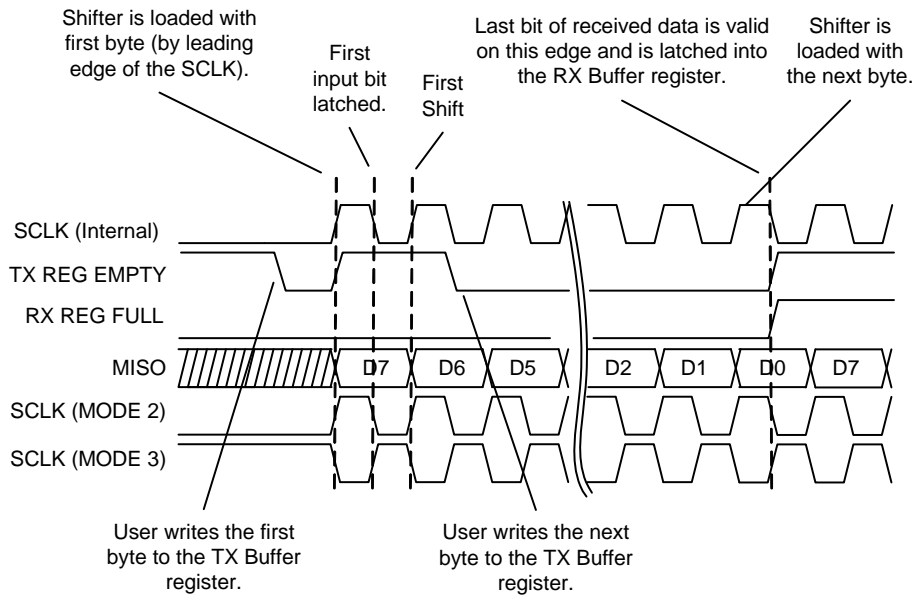 Shifter is loaded with
first byte (by leading
edge of the SCLK).
First
input bit
latched.
First
Shift
Last bit of received data is valid
on this edge and is latched into
the RX Buffer register.
Shifter is
loaded with
the next byte.
SCLK (Internal)
TX REG EMPTY
RX REG FULL
MISO D7 D6 D5 D2 D1 D0 D7
SCLK (MODE 2)
SCLK (MODE 3)
User writes the first
byte to the TX Buffer
register.
User writes the next
byte to the TX Buffer
register.